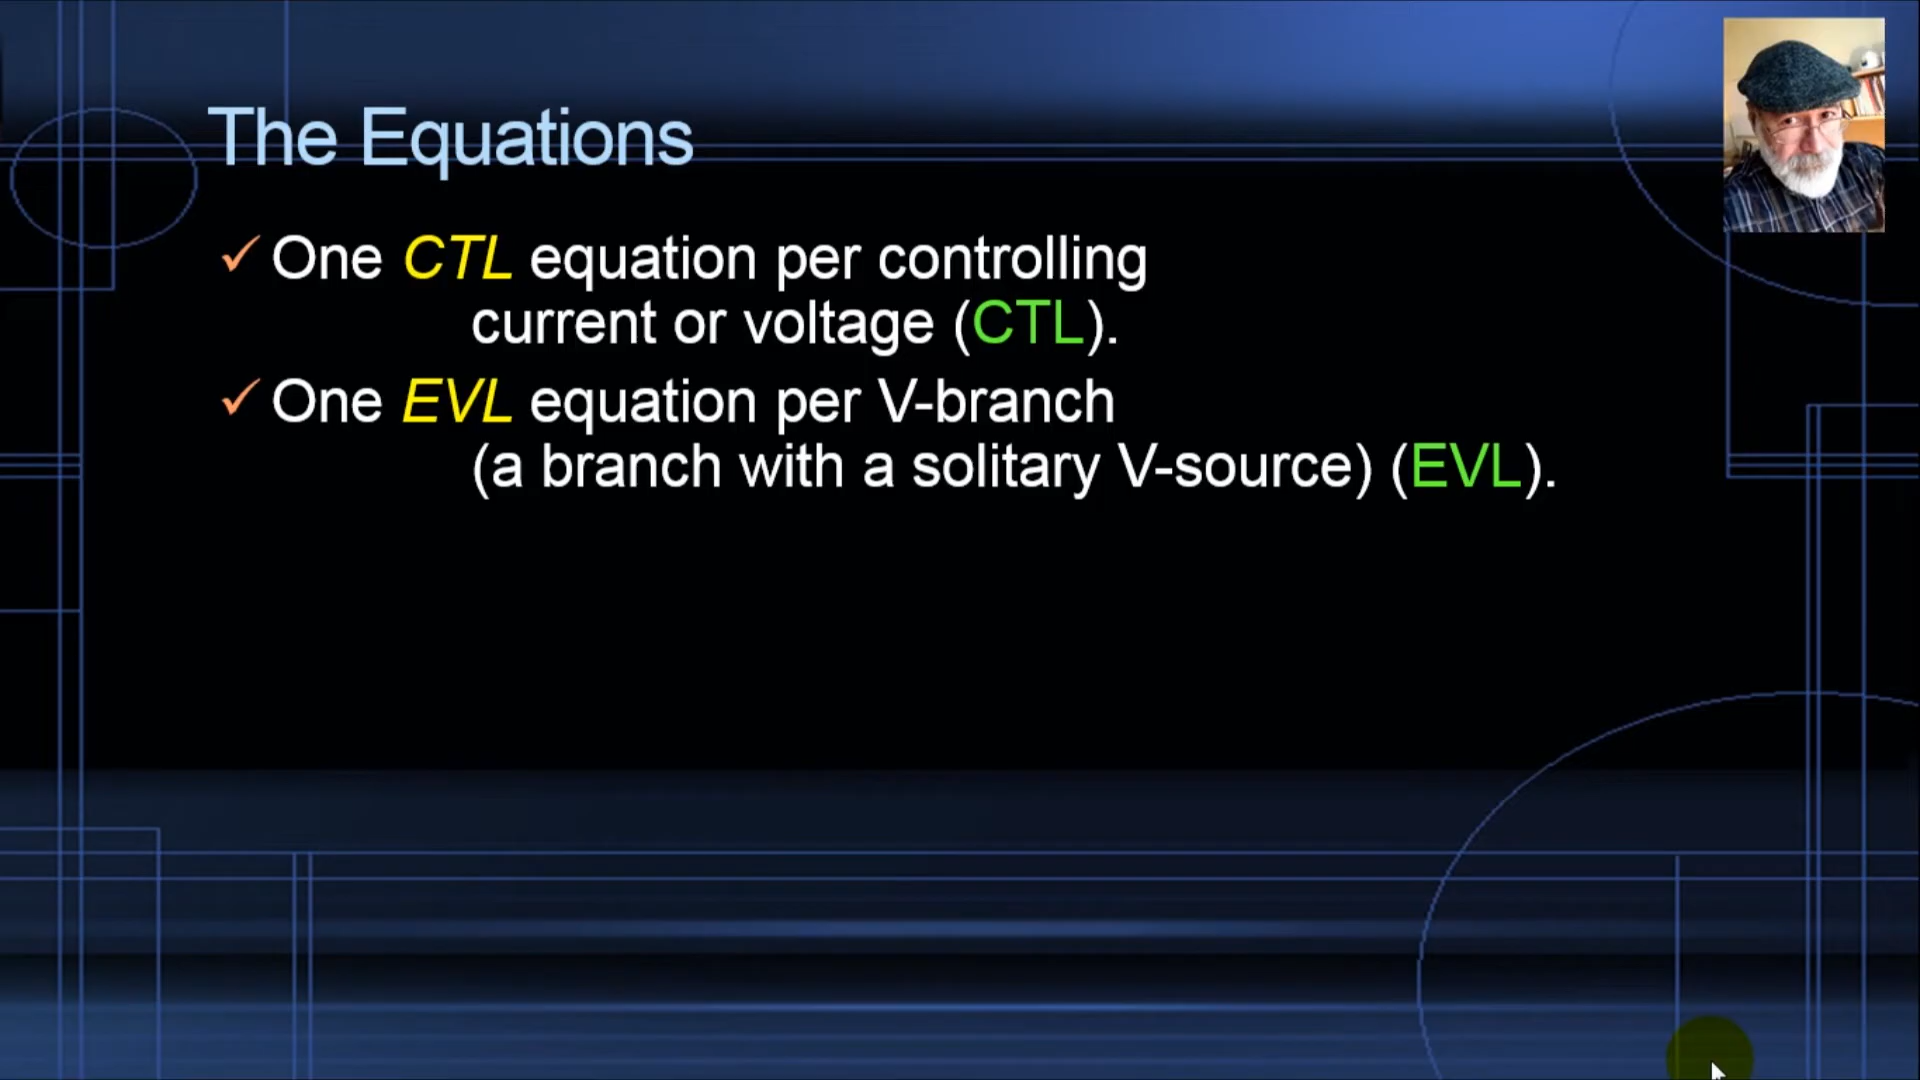 The Equations
✓ One CTL equation per controlling
current or voltage (CTL).
✓ One EVL equation per V-branch
(a branch with a solitary V-source) (EVL).